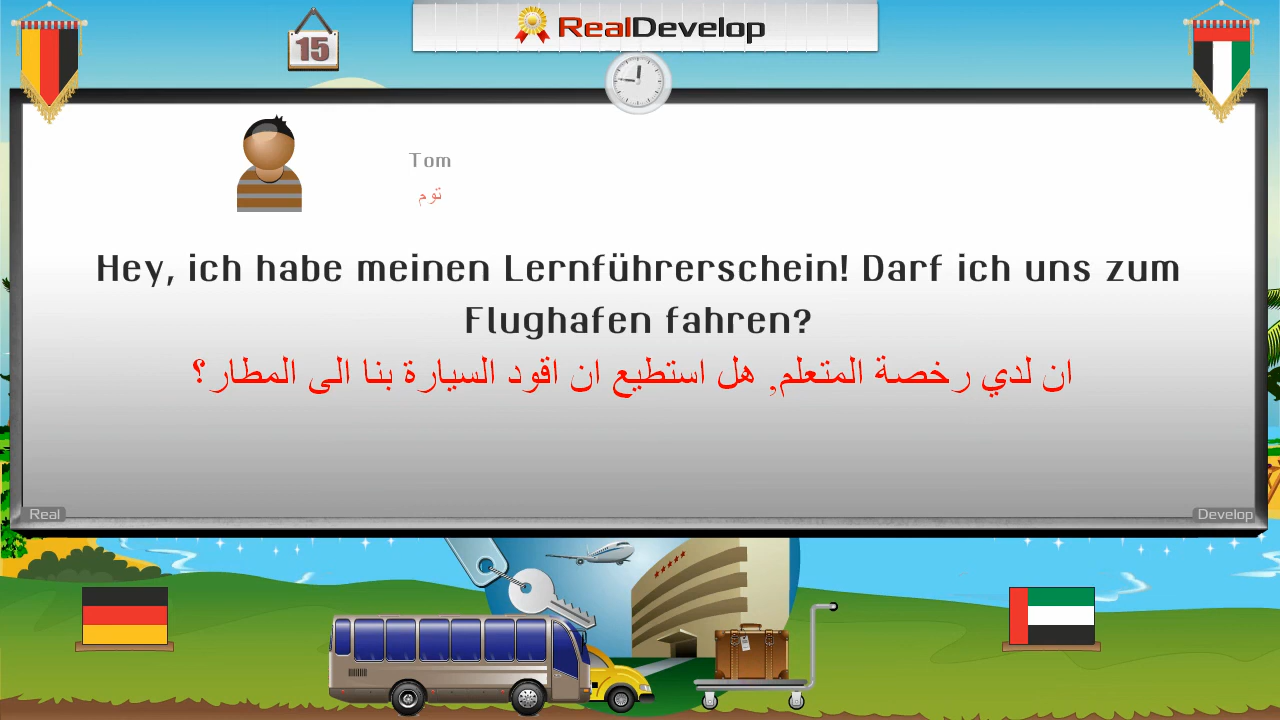 15
RealDevelop
Tom
توم
Hey, ich habe meinen Lernführerschein! Darf ich uns zum
Flughafen fahren?
ان لدي رخصة المتعلم, هل استطيع ان اقود السيارة بنا الى المطار؟
Real
Develop